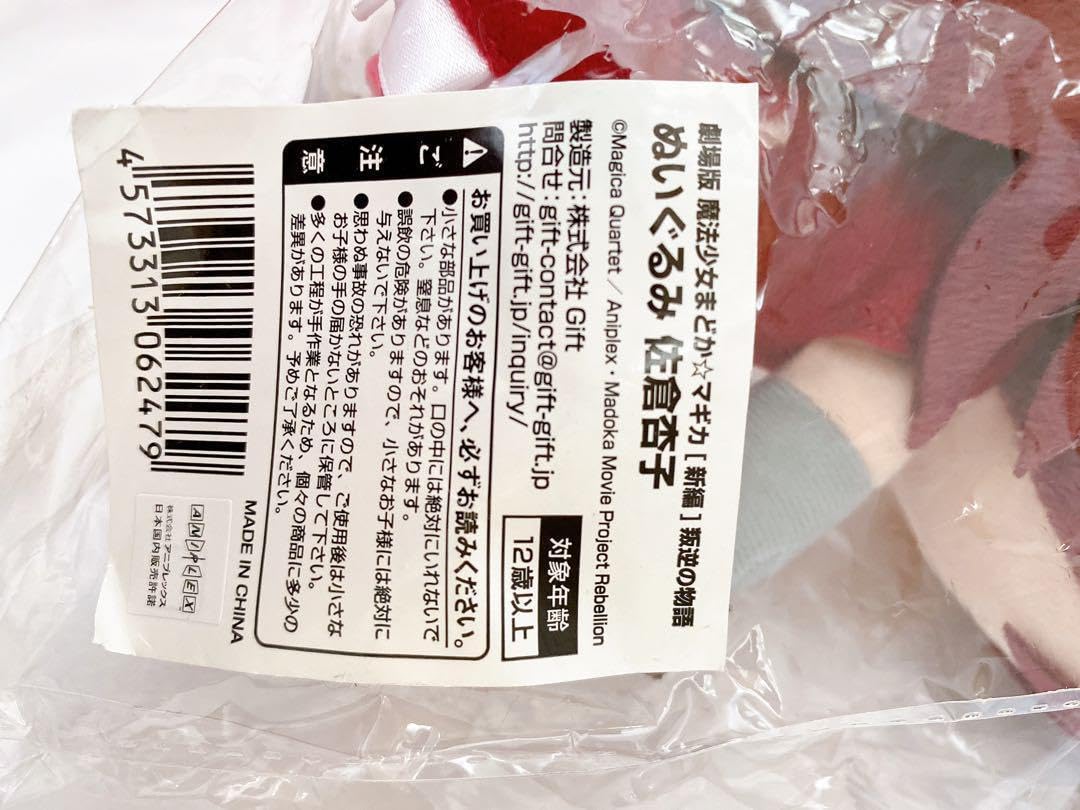 劇場版 魔法少女まどか☆マギカ [ 新編 ] 叛逆の物語
ぬいぐるみ 佐倉杏子
©Magica Quartet／Aniplex・Madoka Movie Project Rebellion
製造元：株式会社 Gift
問合せ：gift-contact@gift-gift.jp
http://gift-gift.jp/inquiry/
対象年齢
12歳以上
ご注意
お買い上げのお客様へ、必ずお読みください。
●小さな部品があります。口の中には絶対にいれないで
下さい。窒息などのおそれがあります。
●誤飲の危険がありますので、小さなお子様には絶対に
与えないで下さい。
●思わぬ事故の恐れがありますので、ご使用後は小さな
お子様の手の届かないところに保管して下さい。
●多くの工程が手作業となるため、個々の商品に多少の
差異があります。予めご了承ください。
MADE IN CHINA
4 573313 062479
ANIPLEX
株式会社アニプレックス
日本国内販売許諾